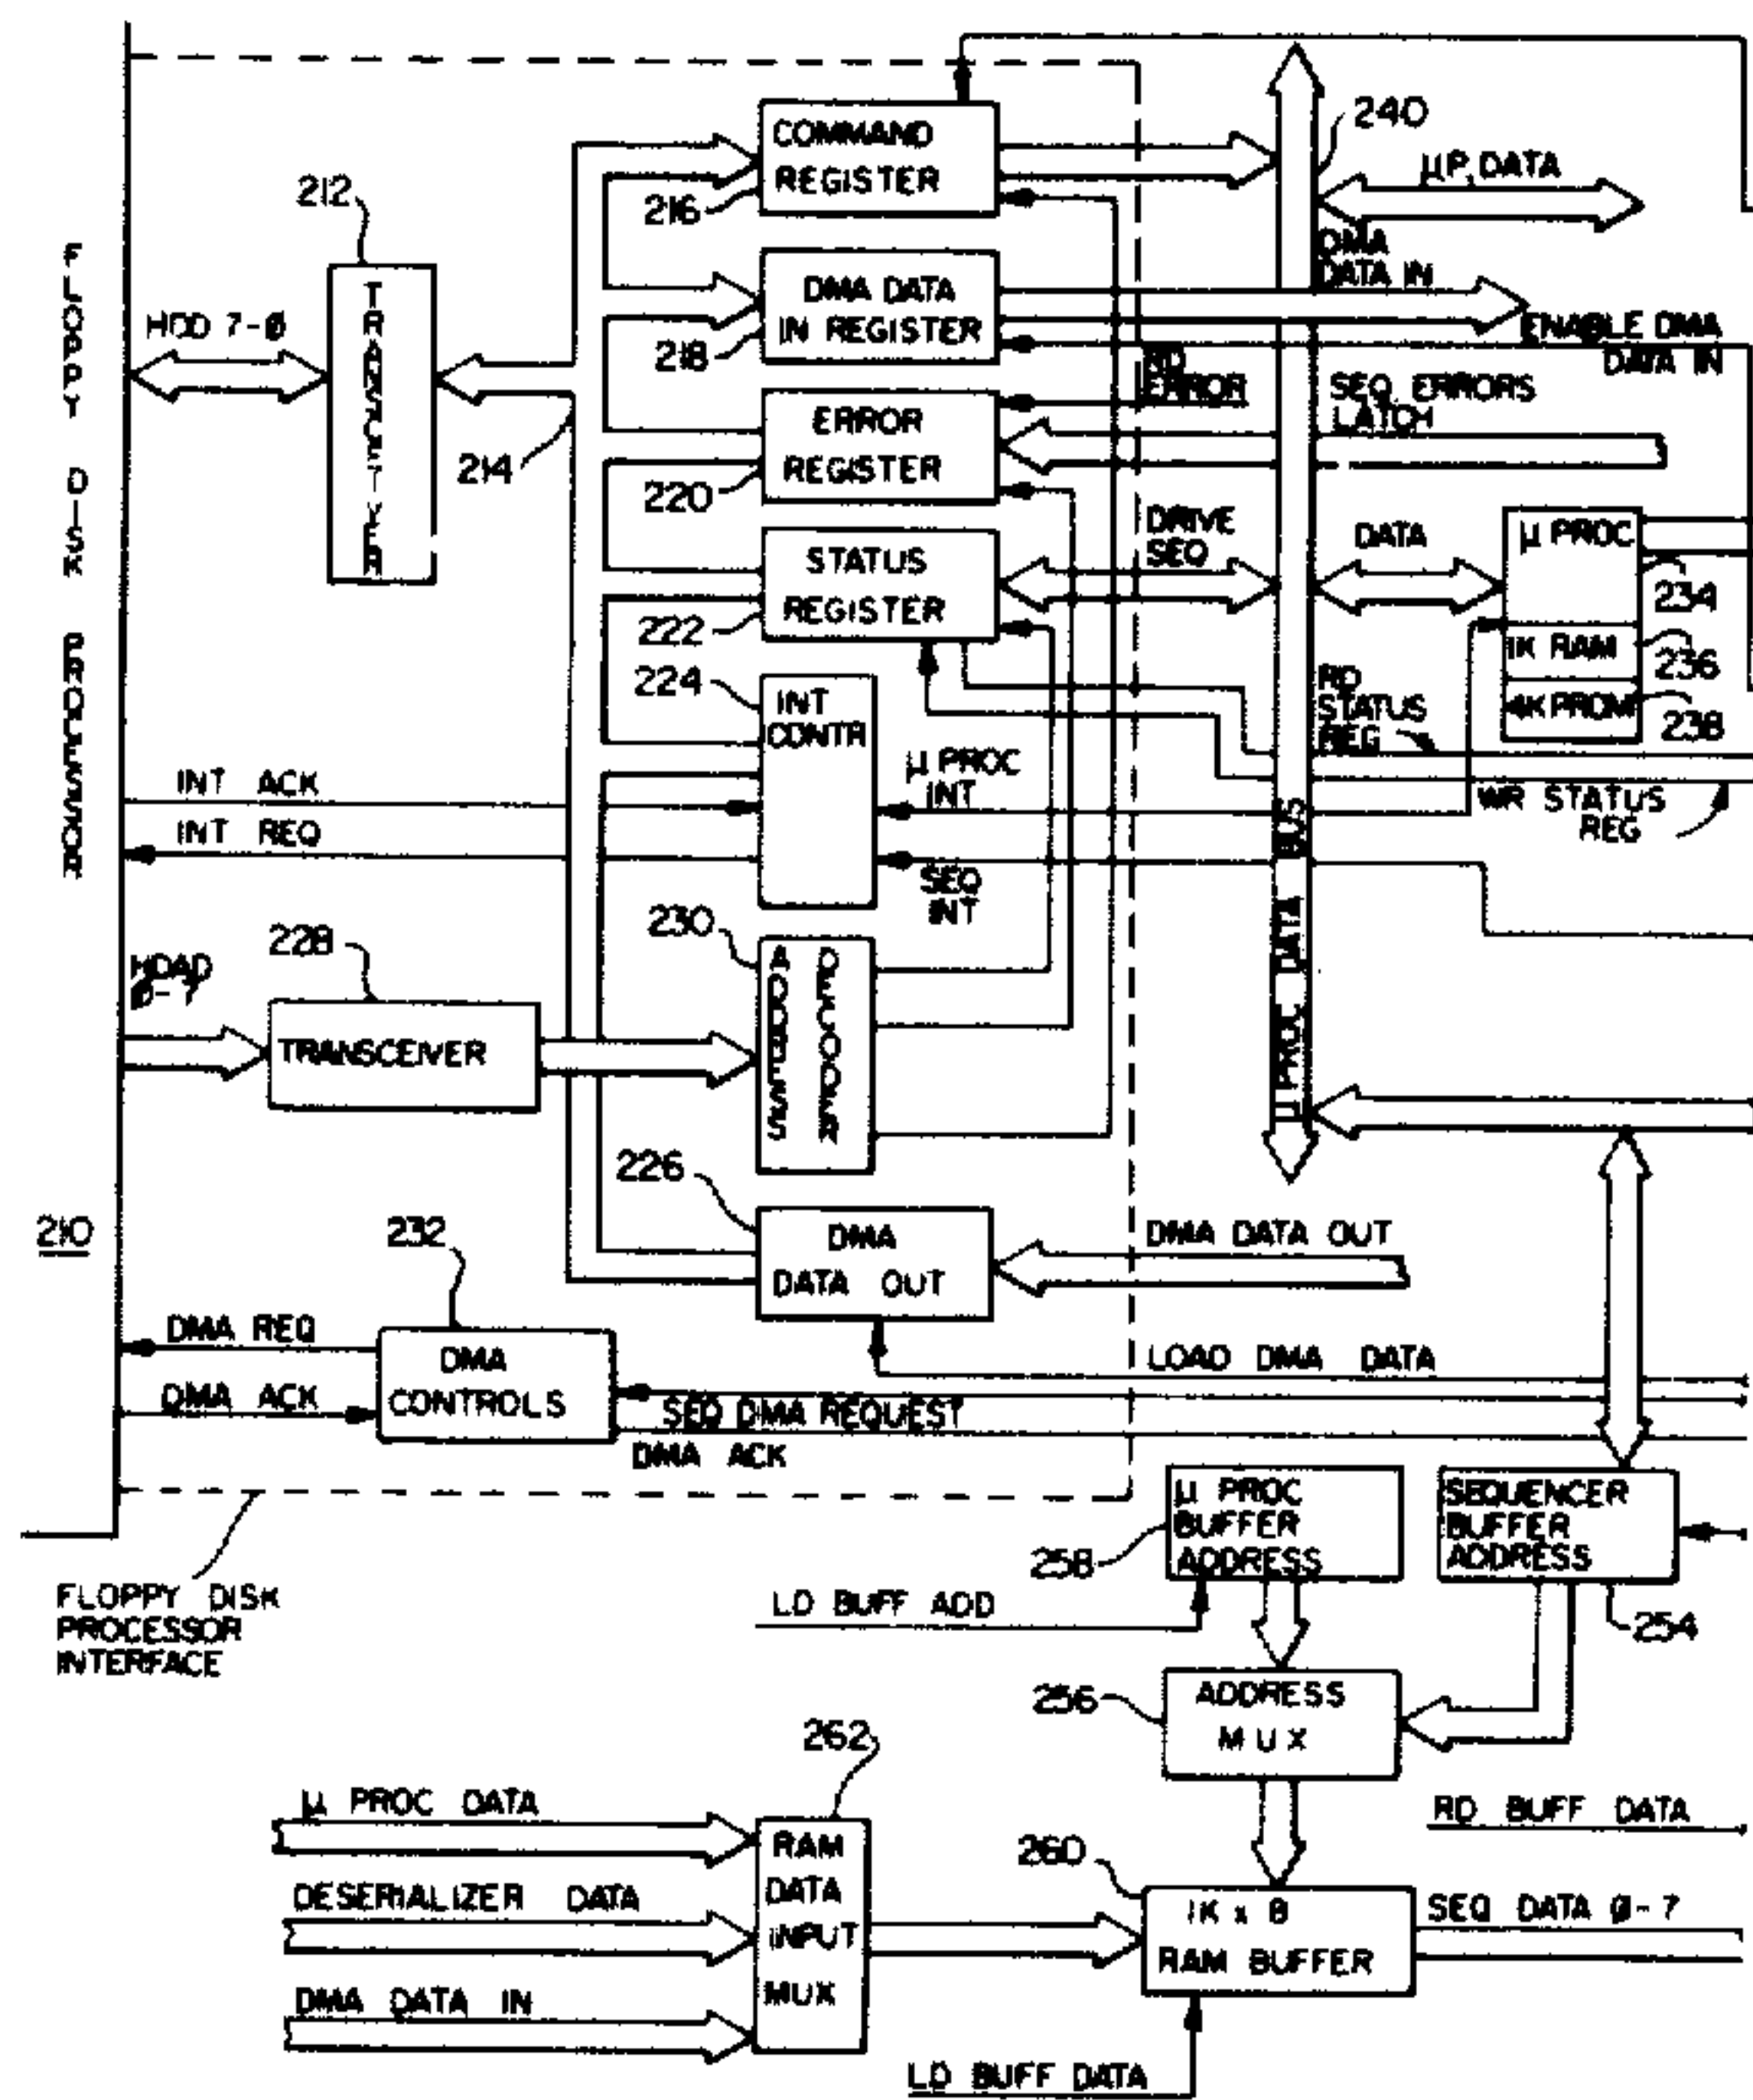 COMMAND
REGISTER
216
240
µP DATA
212
TRANSCEIVER
FLOPPY DISK PROCESSOR
HDD 7-Ø
214
DMA DATA
IN REGISTER
218
DMA
DATA IN
ENABLE DMA
DATA IN
RD
ERROR
SEQ ERRORS
LATCH
ERROR
REGISTER
220
DRIVE
SEQ
DATA
µ PROC
234
1K RAM
236
4K PROM
238
STATUS
REGISTER
222
RD
STATUS
REG
WR STATUS
REG
224
INT
CONTR
µ PROC
INT
INT ACK
INT REQ
SEQ
INT
µ PROC DATA BUS
230
ADDRESS
DECODER
228
HDAD
Ø-7
TRANSCEIVER
226
DMA
DATA OUT
DMA DATA OUT
210
232
DMA REQ
DMA ACK
DMA
CONTROLS
LOAD DMA DATA
SEQ DMA REQUEST
DMA ACK
FLOPPY DISK
PROCESSOR
INTERFACE
µ PROC
BUFFER
ADDRESS
258
SEQUENCER
BUFFER
ADDRESS
254
LD BUFF ADD
256
ADDRESS
MUX
262
µ PROC DATA
DESERIALIZER DATA
DMA DATA IN
RAM
DATA
INPUT
MUX
RD BUFF DATA
260
1K x 8
RAM BUFFER
SEQ DATA Ø-7
LD BUFF DATA